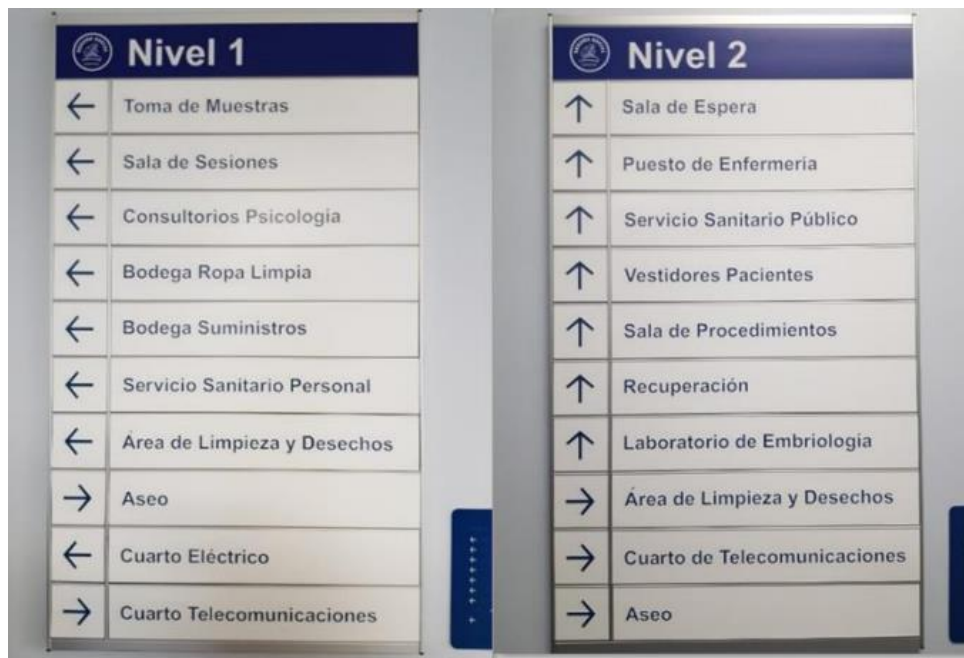 Nivel 1
← Toma de Muestras
← Sala de Sesiones
← Consultorios Psicología
← Bodega Ropa Limpia
← Bodega Suministros
← Servicio Sanitario Personal
← Área de Limpieza y Desechos
→ Aseo
← Cuarto Eléctrico
→ Cuarto Telecomunicaciones
Nivel 2
↑ Sala de Espera
↑ Puesto de Enfermería
↑ Servicio Sanitario Público
↑ Vestidores Pacientes
↑ Sala de Procedimientos
↑ Recuperación
↑ Laboratorio de Embriología
→ Área de Limpieza y Desechos
→ Cuarto de Telecomunicaciones
→ Aseo